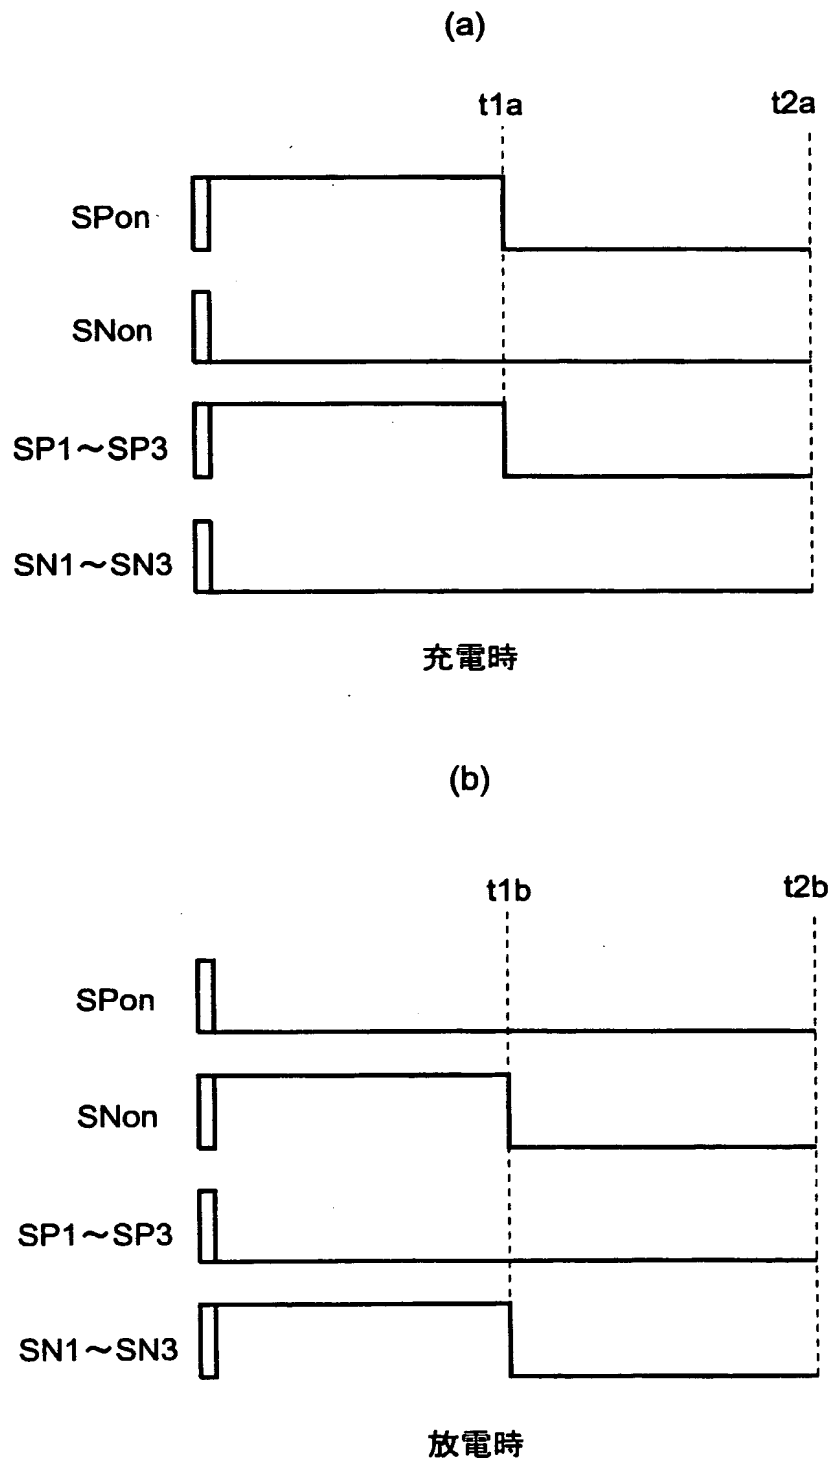 (a)
t1a
t2a
SPon
SNon
SP1～SP3
SN1～SN3
充電時
(b)
t1b
t2b
SPon
SNon
SP1～SP3
SN1～SN3
放電時